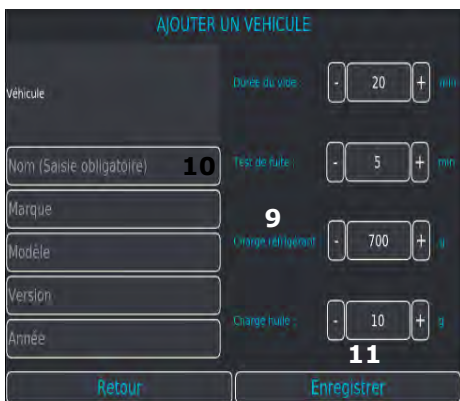 AJOUTER UN VEHICULE
Véhicule
Nom (Saisie obligatoire) 10
Marque
Modèle
Version
Année
Durée du vide : - 20 + min
Test de fuite : - 5 + min
9
Charge réfrigérant : - 700 + g
Charge huile : - 10 + g
11
Retour
Enregistrer